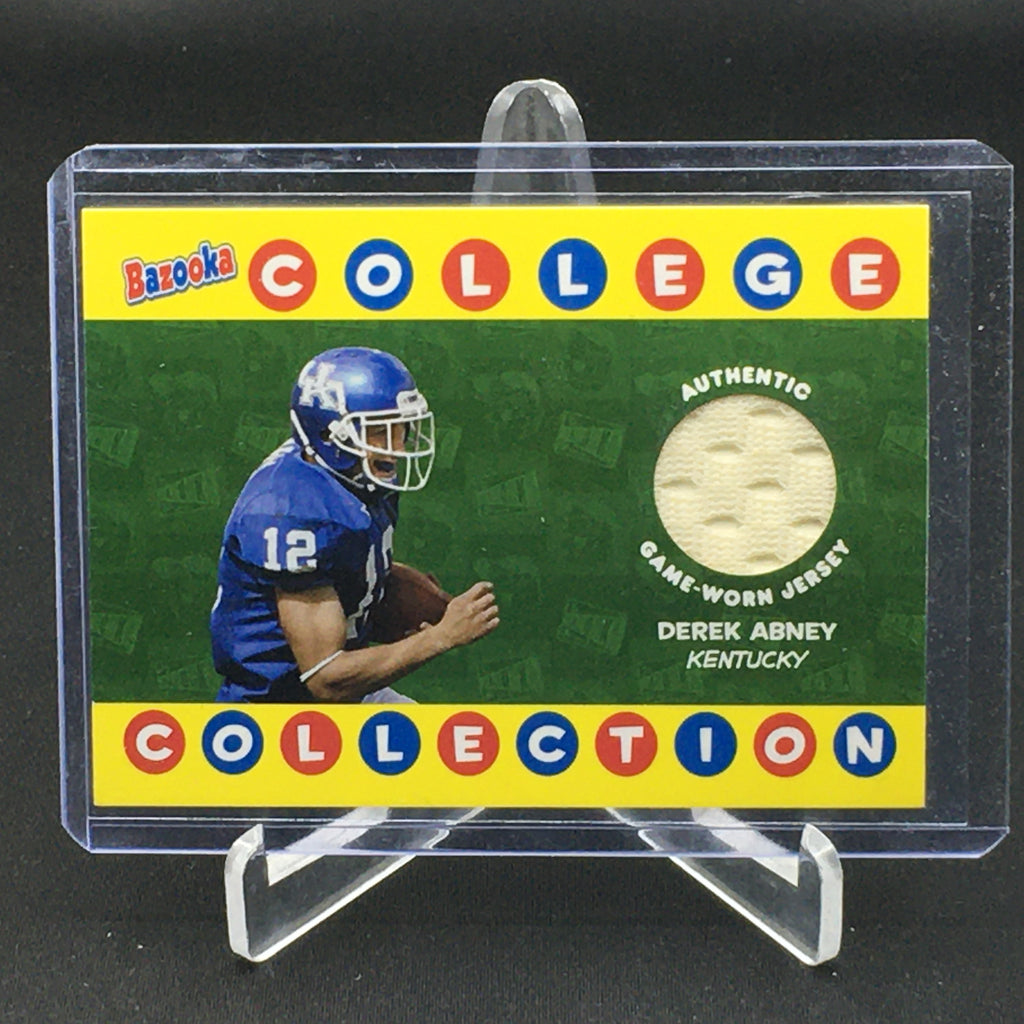 Bazooka COLLEGE
AUTHENTIC
GAME-WORN JERSEY
DEREK ABNEY
KENTUCKY
K
12
COLLECTION